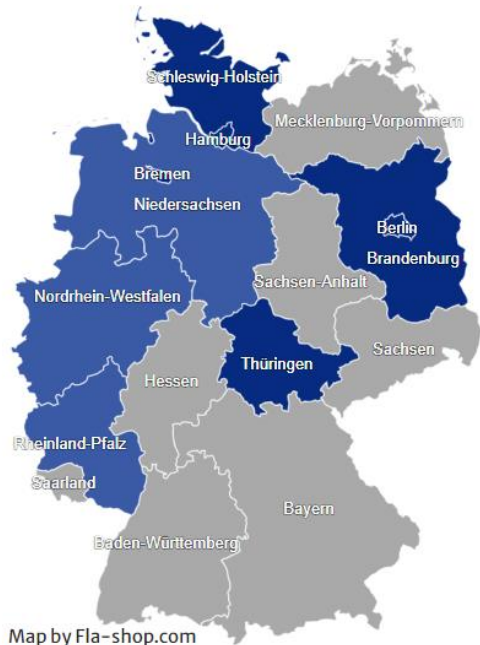 Schleswig-Holstein
Mecklenburg-Vorpommern
Hamburg
Bremen
Niedersachsen
Berlin
Brandenburg
Sachsen-Anhalt
Nordrhein-Westfalen
Sachsen
Thüringen
Hessen
Rheinland-Pfalz
Saarland
Bayern
Baden-Württemberg
Map by Fla-shop.com